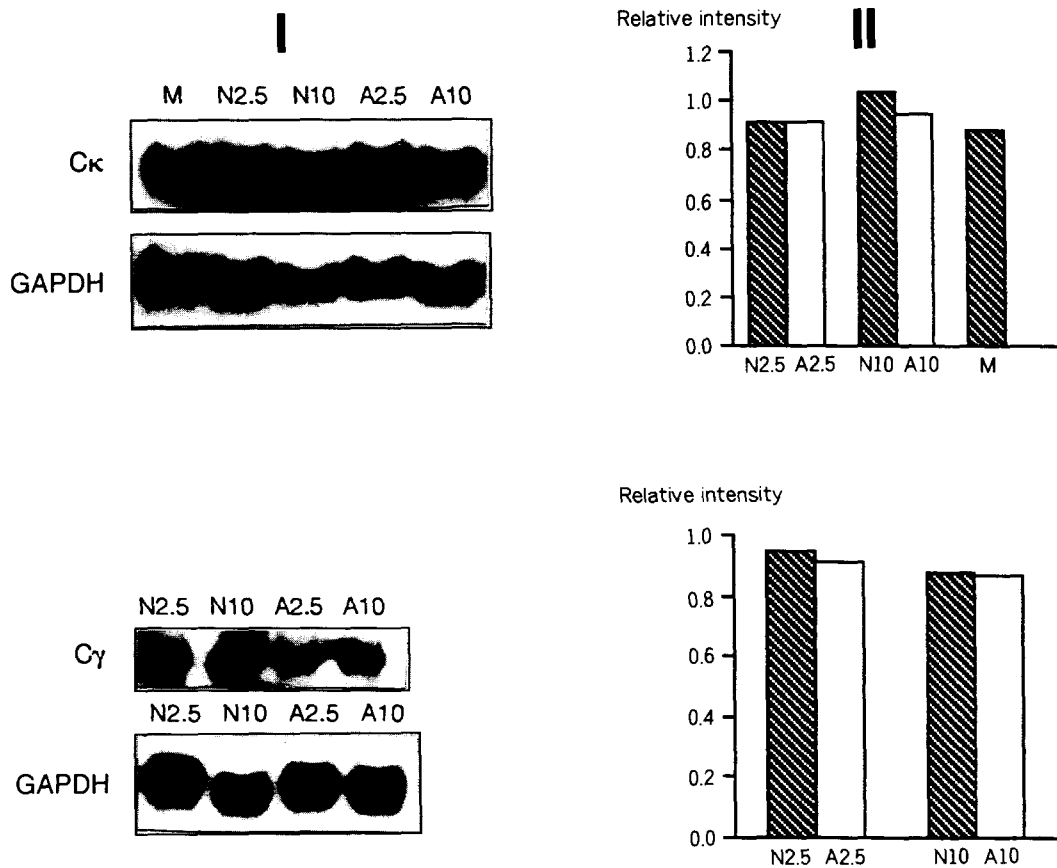 I
M N2.5 N10 A2.5 A10
Cκ
GAPDH
II
Relative intensity
1.2
1.0
0.8
0.6
0.4
0.2
0.0
N2.5 A2.5 N10 A10 M
N2.5 N10 A2.5 A10
Cγ
N2.5 N10 A2.5 A10
GAPDH
Relative intensity
1.0
0.8
0.6
0.4
0.2
0.0
N2.5 A2.5 N10 A10